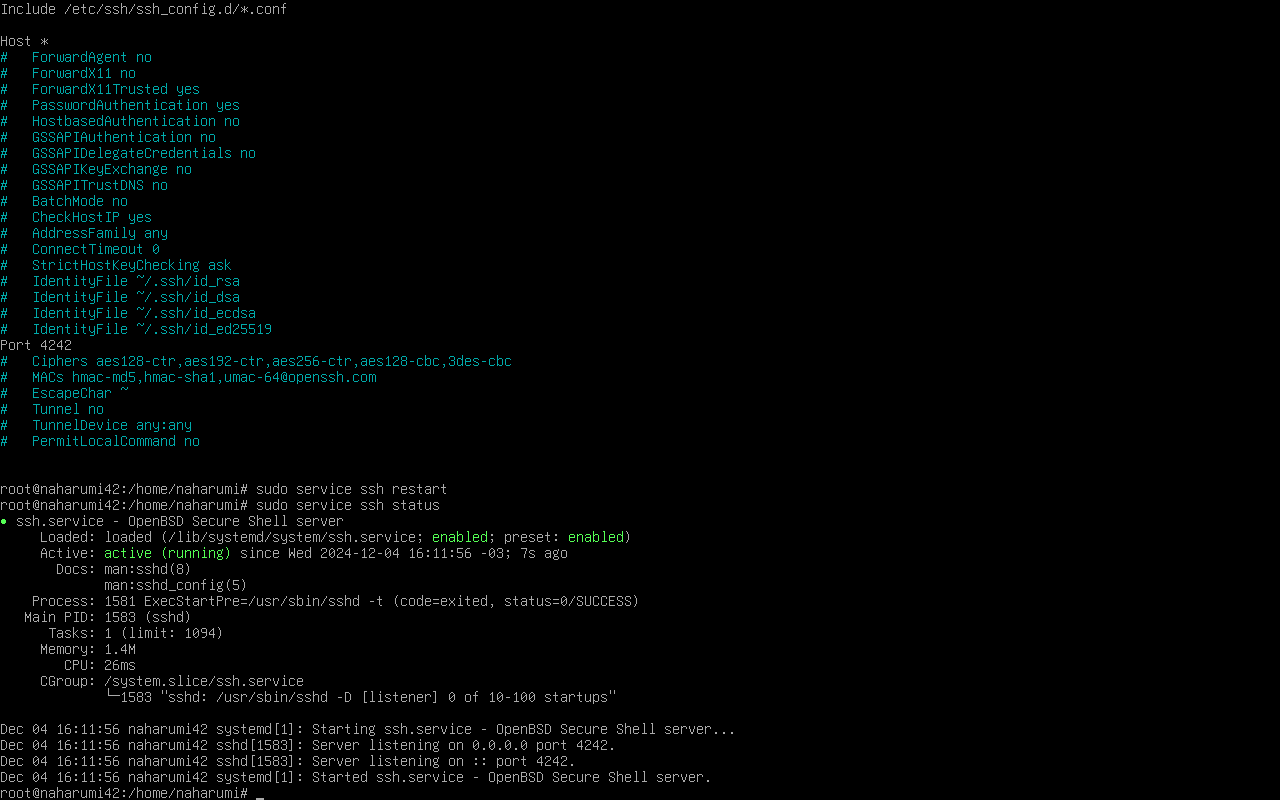 Include /etc/ssh/ssh_config.d/*.conf

Host *
#   ForwardAgent no
#   ForwardX11 no
#   ForwardX11Trusted yes
#   PasswordAuthentication yes
#   HostbasedAuthentication no
#   GSSAPIAuthentication no
#   GSSAPIDelegateCredentials no
#   GSSAPIKeyExchange no
#   GSSAPITrustDNS no
#   BatchMode no
#   CheckHostIP yes
#   AddressFamily any
#   ConnectTimeout 0
#   StrictHostKeyChecking ask
#   IdentityFile ~/.ssh/id_rsa
#   IdentityFile ~/.ssh/id_dsa
#   IdentityFile ~/.ssh/id_ecdsa
#   IdentityFile ~/.ssh/id_ed25519
Port 4242
#   Ciphers aes128-ctr,aes192-ctr,aes256-ctr,aes128-cbc,3des-cbc
#   MACs hmac-md5,hmac-sha1,umac-64@openssh.com
#   EscapeChar ~
#   Tunnel no
#   TunnelDevice any:any
#   PermitLocalCommand no

root@naharumi42:/home/naharumi# sudo service ssh restart
root@naharumi42:/home/naharumi# sudo service ssh status
● ssh.service - OpenBSD Secure Shell server
     Loaded: loaded (/lib/systemd/system/ssh.service; enabled; preset: enabled)
     Active: active (running) since Wed 2024-12-04 16:11:56 -03; 7s ago
       Docs: man:sshd(8)
             man:sshd_config(5)
    Process: 1581 ExecStartPre=/usr/sbin/sshd -t (code=exited, status=0/SUCCESS)
   Main PID: 1583 (sshd)
      Tasks: 1 (limit: 1094)
     Memory: 1.4M
        CPU: 26ms
     CGroup: /system.slice/ssh.service
             └─1583 "sshd: /usr/sbin/sshd -D [listener] 0 of 10-100 startups"

Dec 04 16:11:56 naharumi42 systemd[1]: Starting ssh.service - OpenBSD Secure Shell server...
Dec 04 16:11:56 naharumi42 sshd[1583]: Server listening on 0.0.0.0 port 4242.
Dec 04 16:11:56 naharumi42 sshd[1583]: Server listening on :: port 4242.
Dec 04 16:11:56 naharumi42 systemd[1]: Started ssh.service - OpenBSD Secure Shell server.
root@naharumi42:/home/naharumi# _